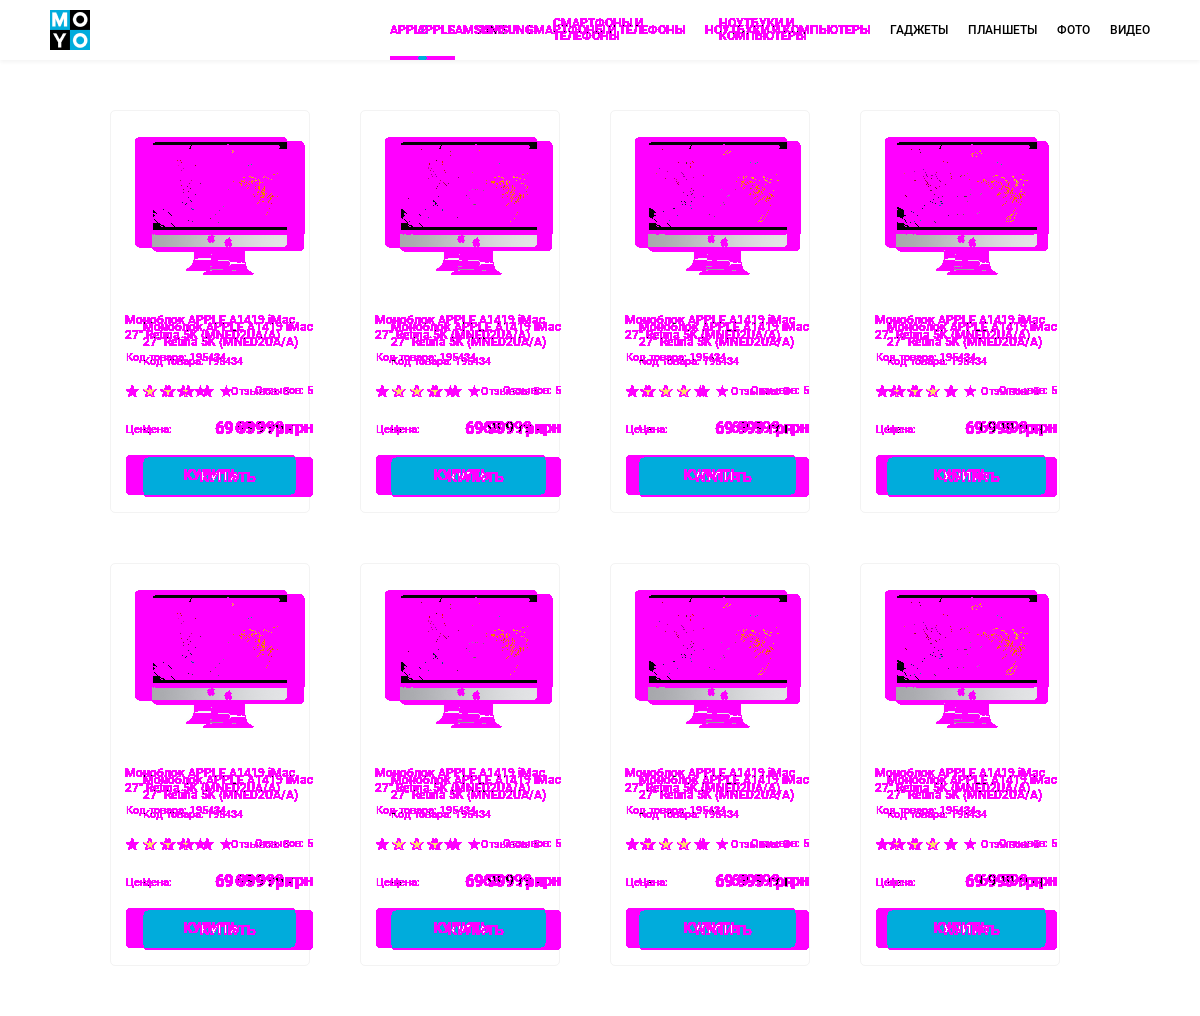 MOYO
APPLE
SAMSUNG
СМАРТФОНЫ И ТЕЛЕФОНЫ
НОУТБУКИ И КОМПЬЮТЕРЫ
ГАДЖЕТЫ
ПЛАНШЕТЫ
ФОТО
ВИДЕО
Моноблок APPLE A1419 iMac
27" Retina 5K (MNED2UA/A)
Код товара: 195434
Отзывов: 5
Цена: 69 999 грн
КУПИТЬ
Моноблок APPLE A1419 iMac
27" Retina 5K (MNED2UA/A)
Код товара: 195434
Отзывов: 5
Цена: 69 999 грн
КУПИТЬ
Моноблок APPLE A1419 iMac
27" Retina 5K (MNED2UA/A)
Код товара: 195434
Отзывов: 5
Цена: 69 999 грн
КУПИТЬ
Моноблок APPLE A1419 iMac
27" Retina 5K (MNED2UA/A)
Код товара: 195434
Отзывов: 5
Цена: 69 999 грн
КУПИТЬ
Моноблок APPLE A1419 iMac
27" Retina 5K (MNED2UA/A)
Код товара: 195434
Отзывов: 5
Цена: 69 999 грн
КУПИТЬ
Моноблок APPLE A1419 iMac
27" Retina 5K (MNED2UA/A)
Код товара: 195434
Отзывов: 5
Цена: 69 999 грн
КУПИТЬ
Моноблок APPLE A1419 iMac
27" Retina 5K (MNED2UA/A)
Код товара: 195434
Отзывов: 5
Цена: 69 999 грн
КУПИТЬ
Моноблок APPLE A1419 iMac
27" Retina 5K (MNED2UA/A)
Код товара: 195434
Отзывов: 5
Цена: 69 999 грн
КУПИТЬ